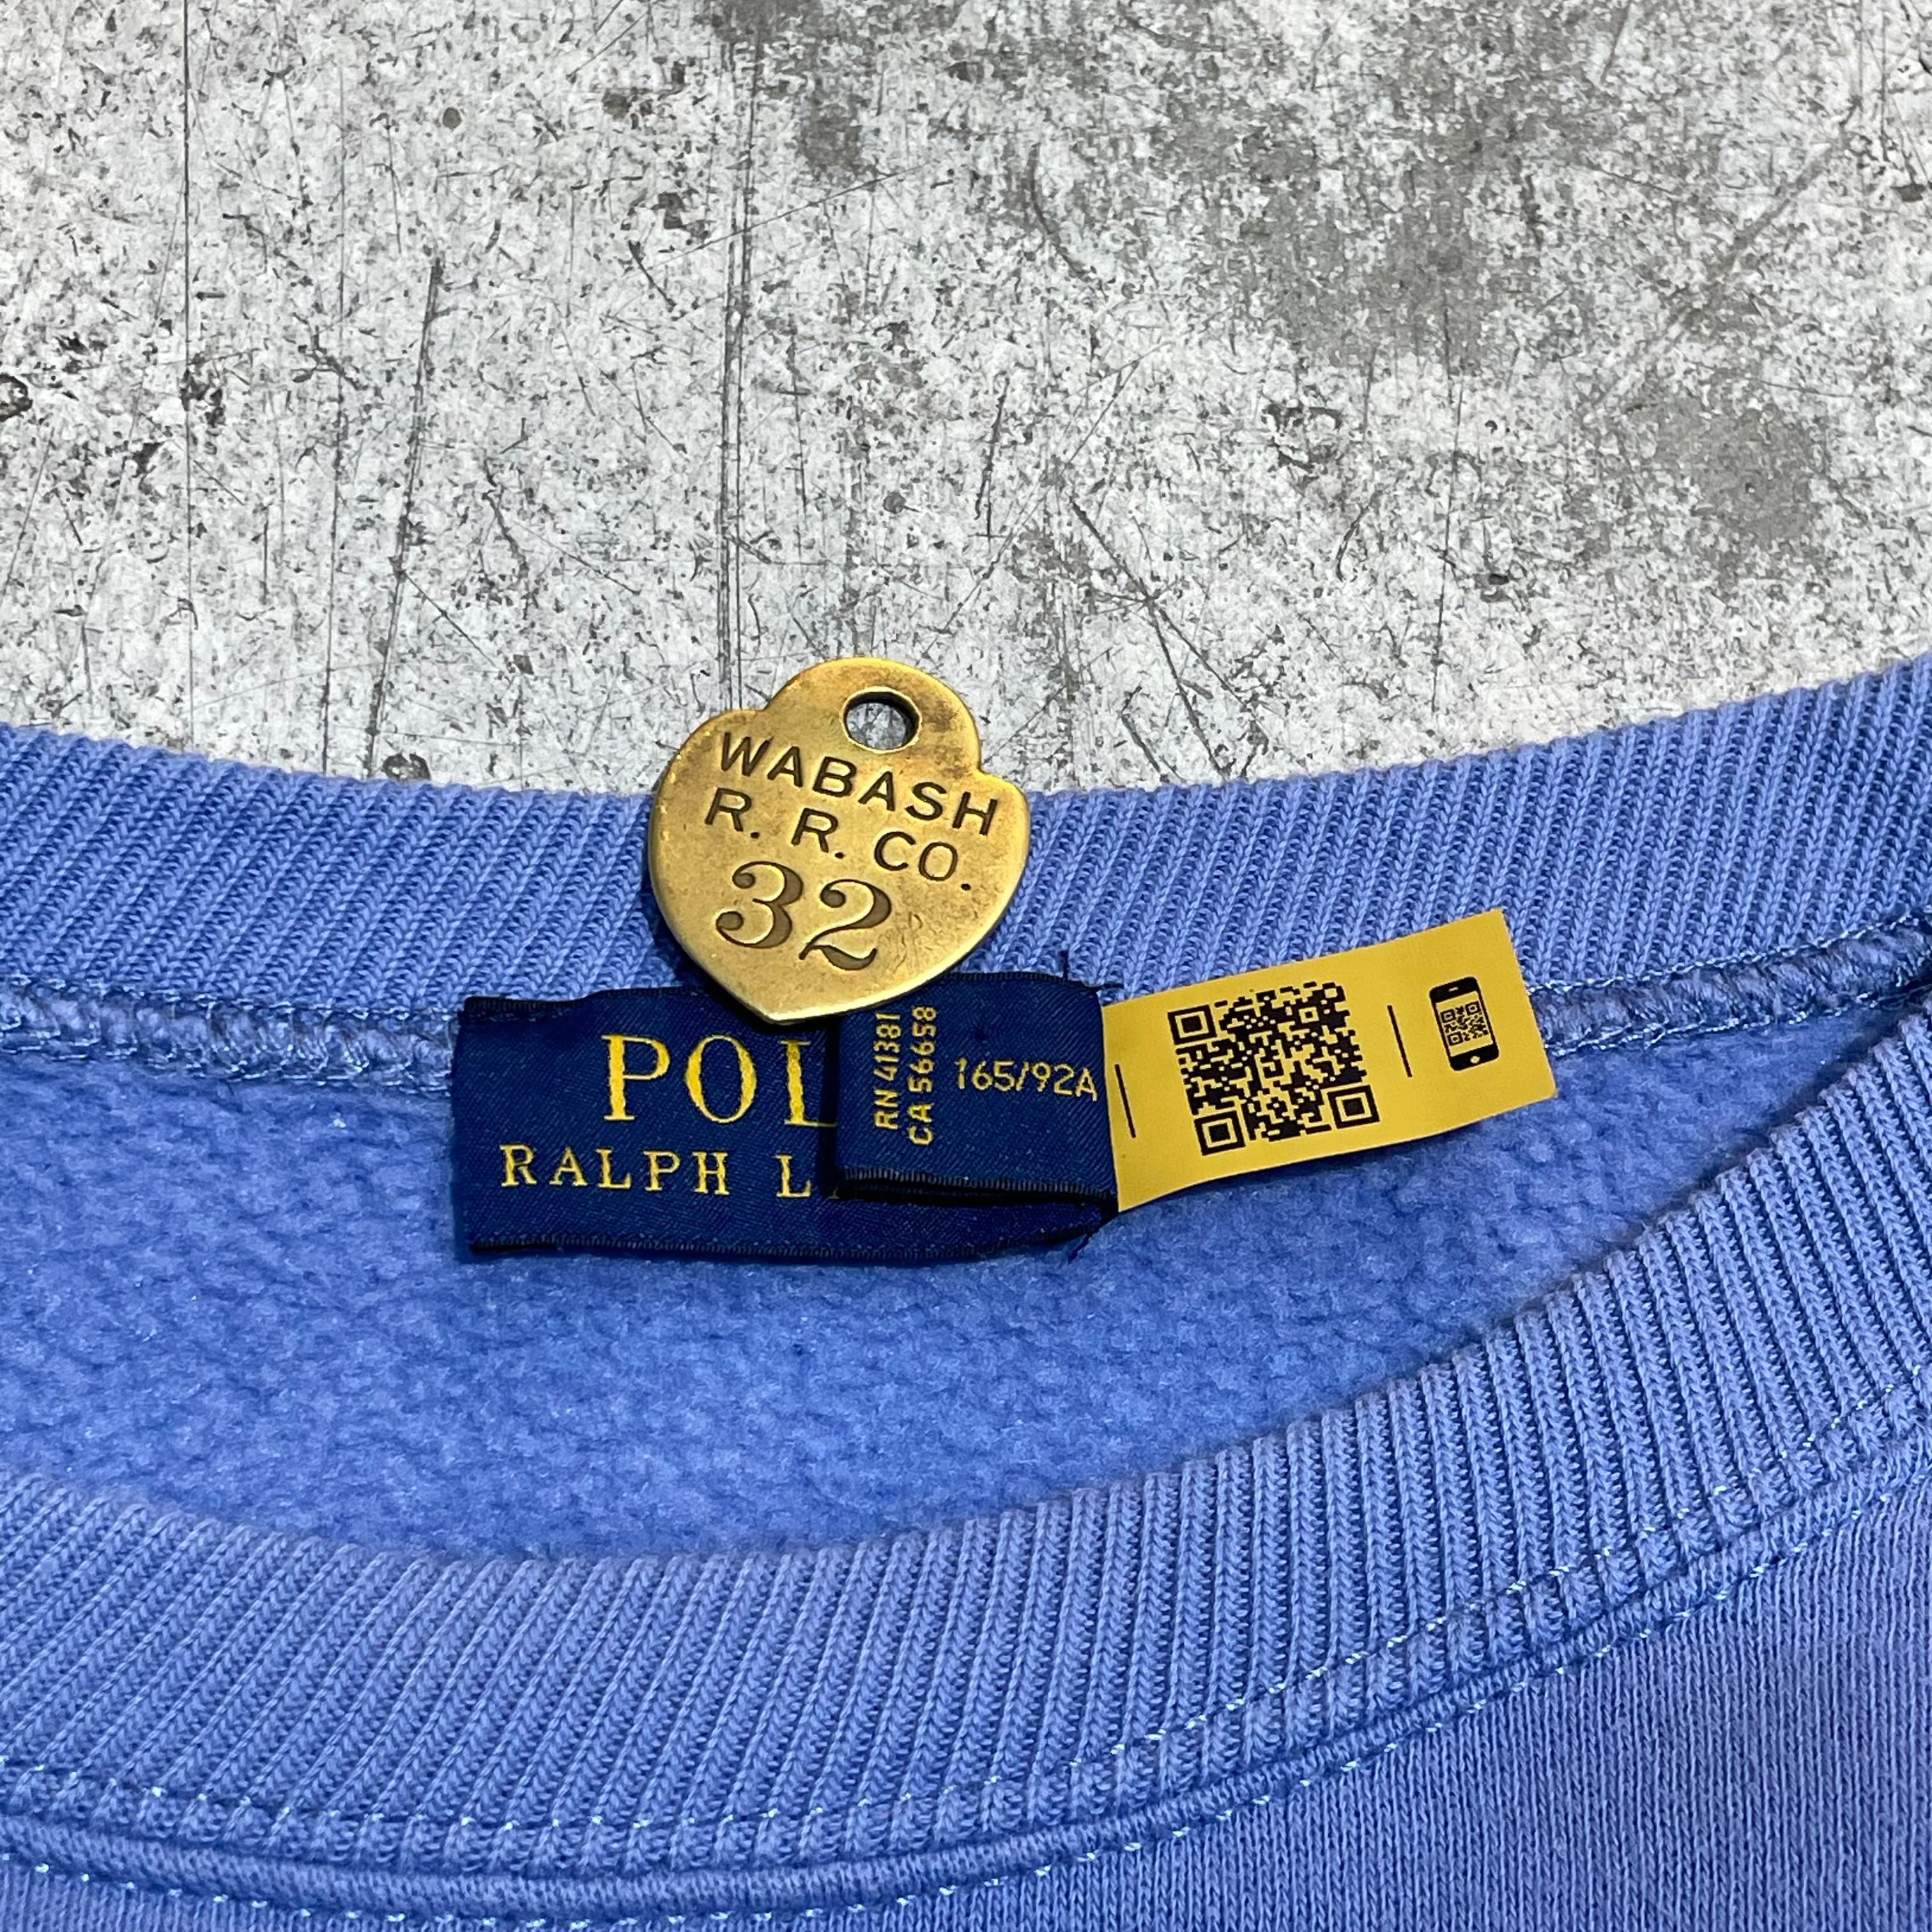 WABASH
R. R. CO.
32
POL
RALPH L
RN 41381
CA 56658
165/92A